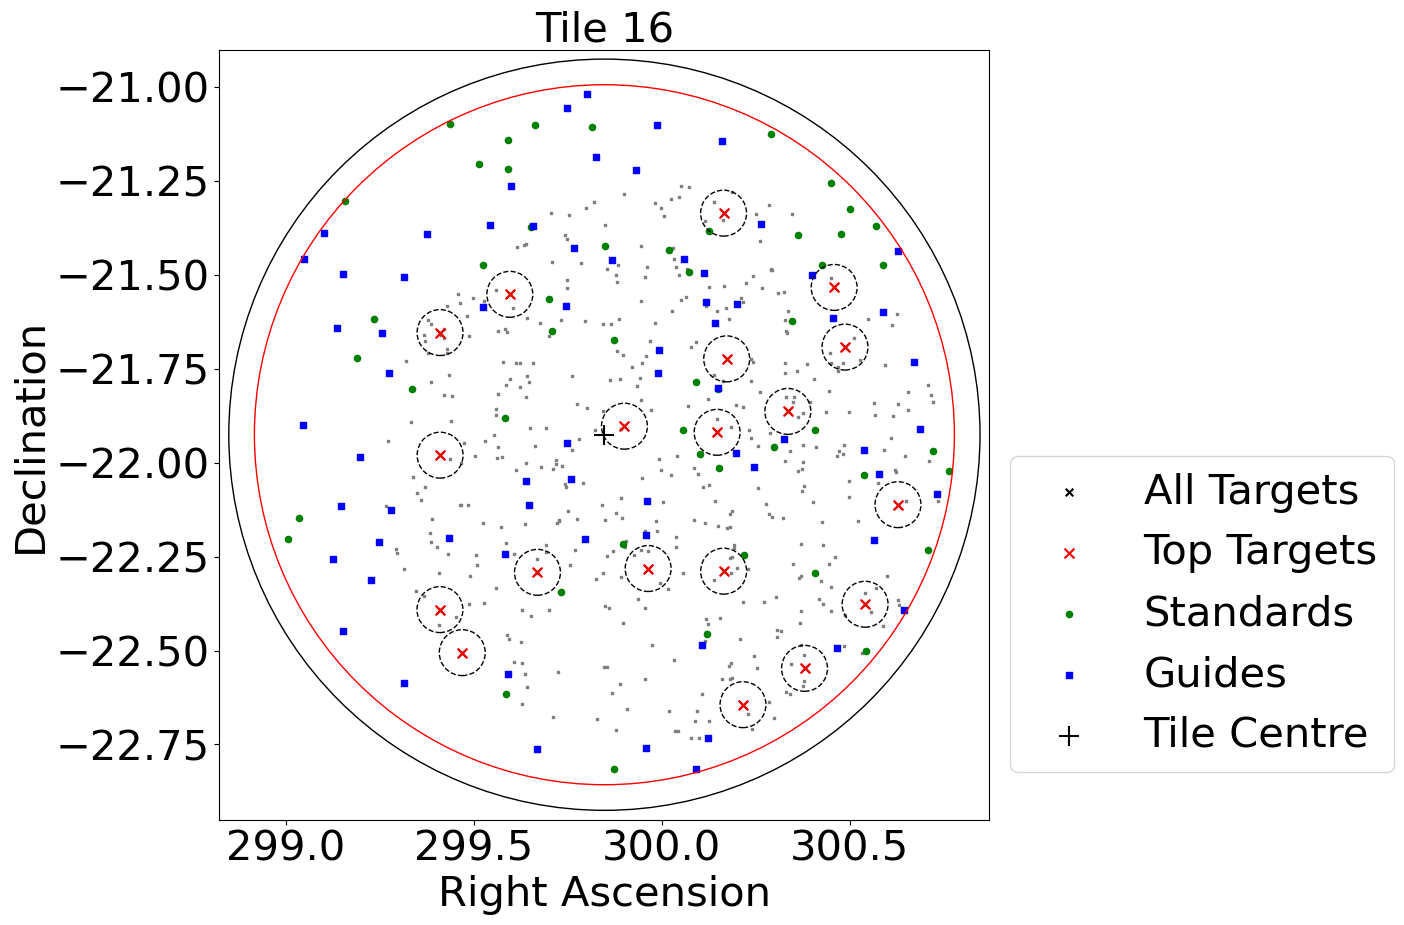 Tile 16
−21.00
−21.25
−21.50
−21.75
−22.00
−22.25
−22.50
−22.75
Declination
299.0 299.5 300.0 300.5
Right Ascension
All Targets
Top Targets
Standards
Guides
Tile Centre